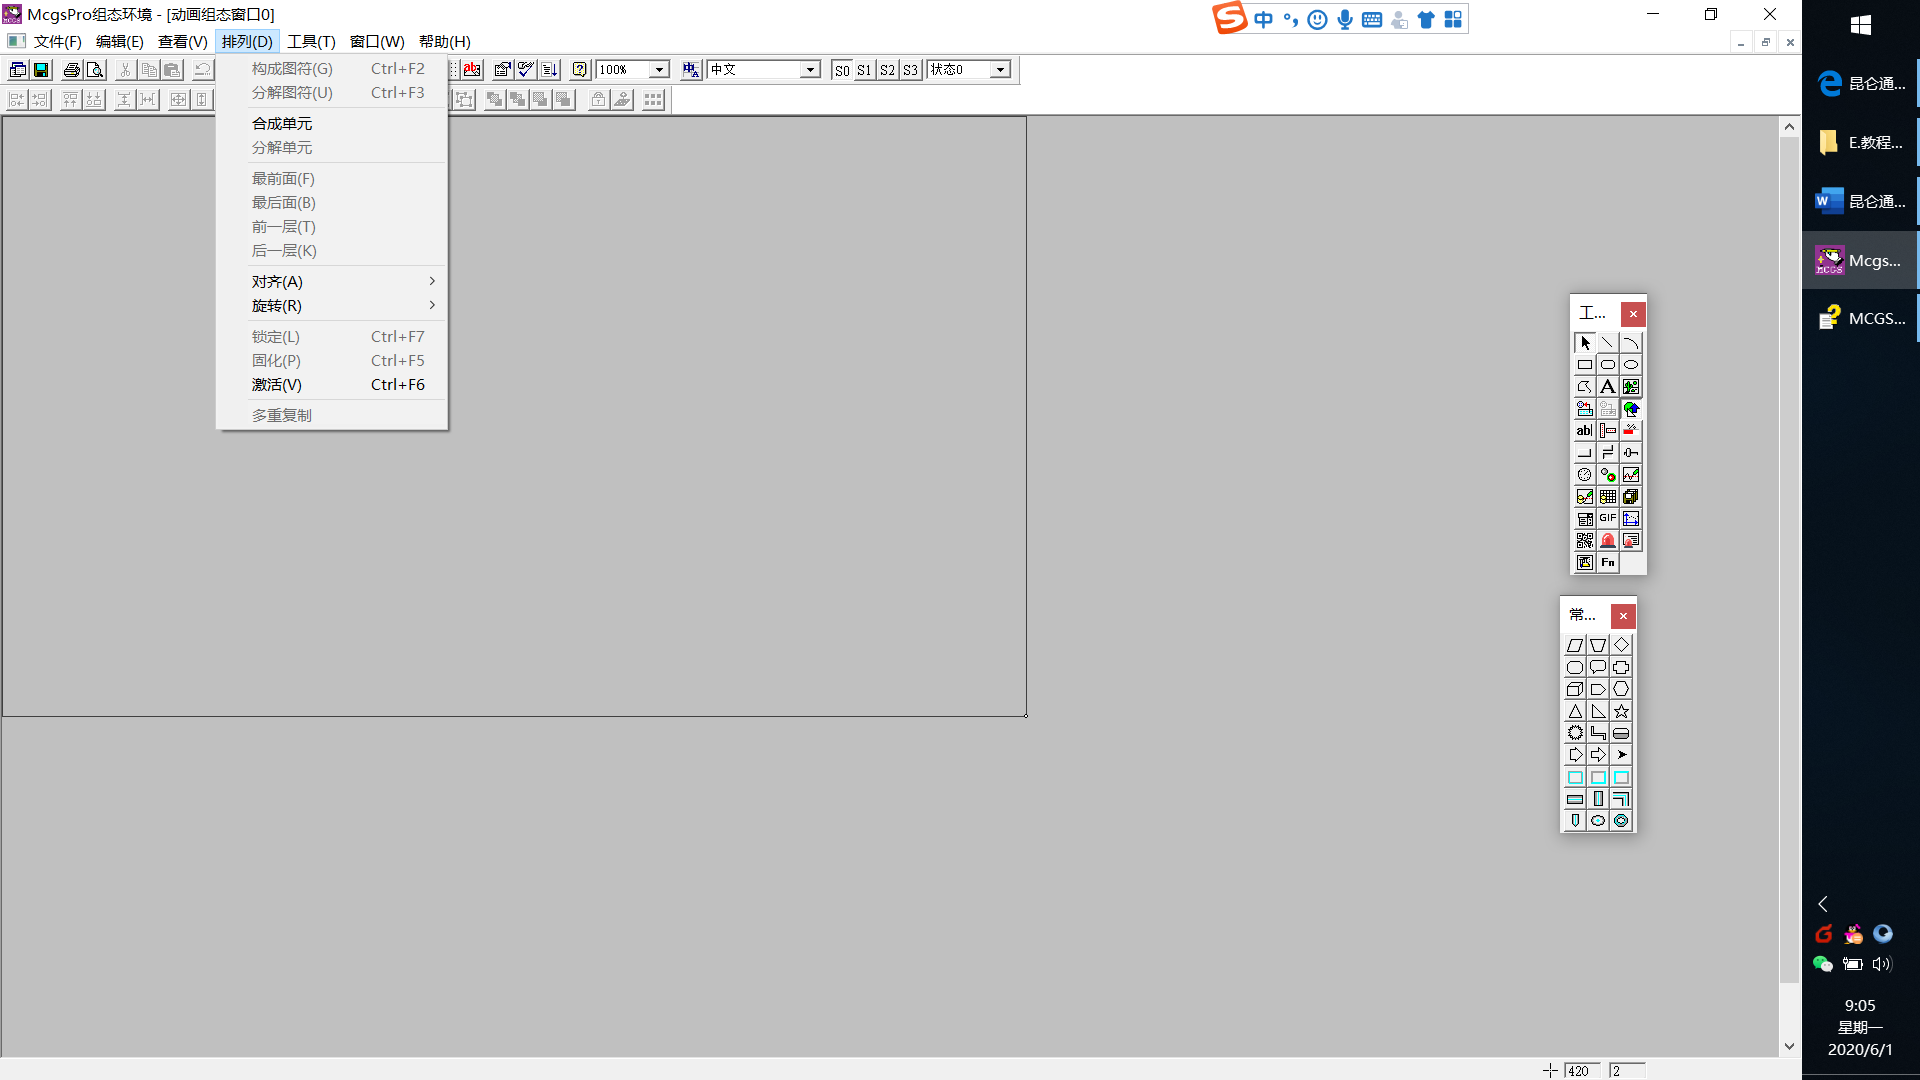 McgsPro组态环境 - [动画组态窗口0]
中
文件(F) 编辑(E) 查看(V) 排列(D) 工具(T) 窗口(W) 帮助(H)
ab| 100% 中A 中文 S0 S1 S2 S3 状态0
构成图符(G) Ctrl+F2
分解图符(U) Ctrl+F3
合成单元
分解单元
最前面(F)
最后面(B)
前一层(T)
后一层(K)
对齐(A)
旋转(R)
锁定(L) Ctrl+F7
固化(P) Ctrl+F5
激活(V) Ctrl+F6
多重复制
工...
A
ab|
GIF
Fn
常...
昆仑通...
E.教程...
昆仑通...
Mcgs...
MCGS...
9:05
星期一
2020/6/1
420 2